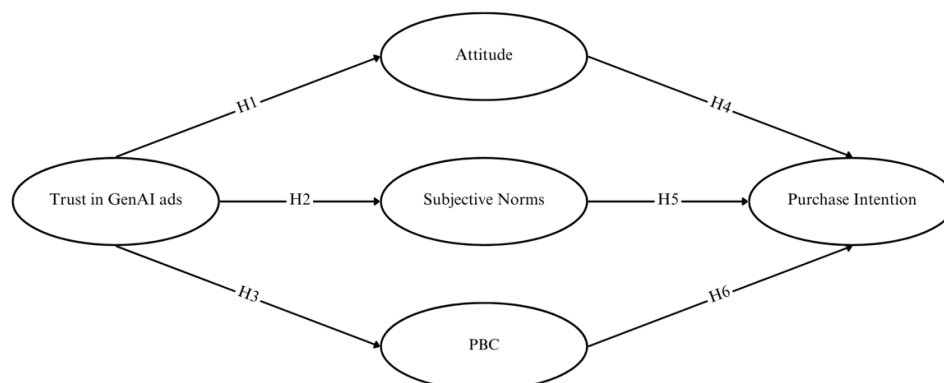 Attitude
H1
H4
Trust in GenAI ads
H2
Subjective Norms
H5
Purchase Intention
H3
H6
PBC